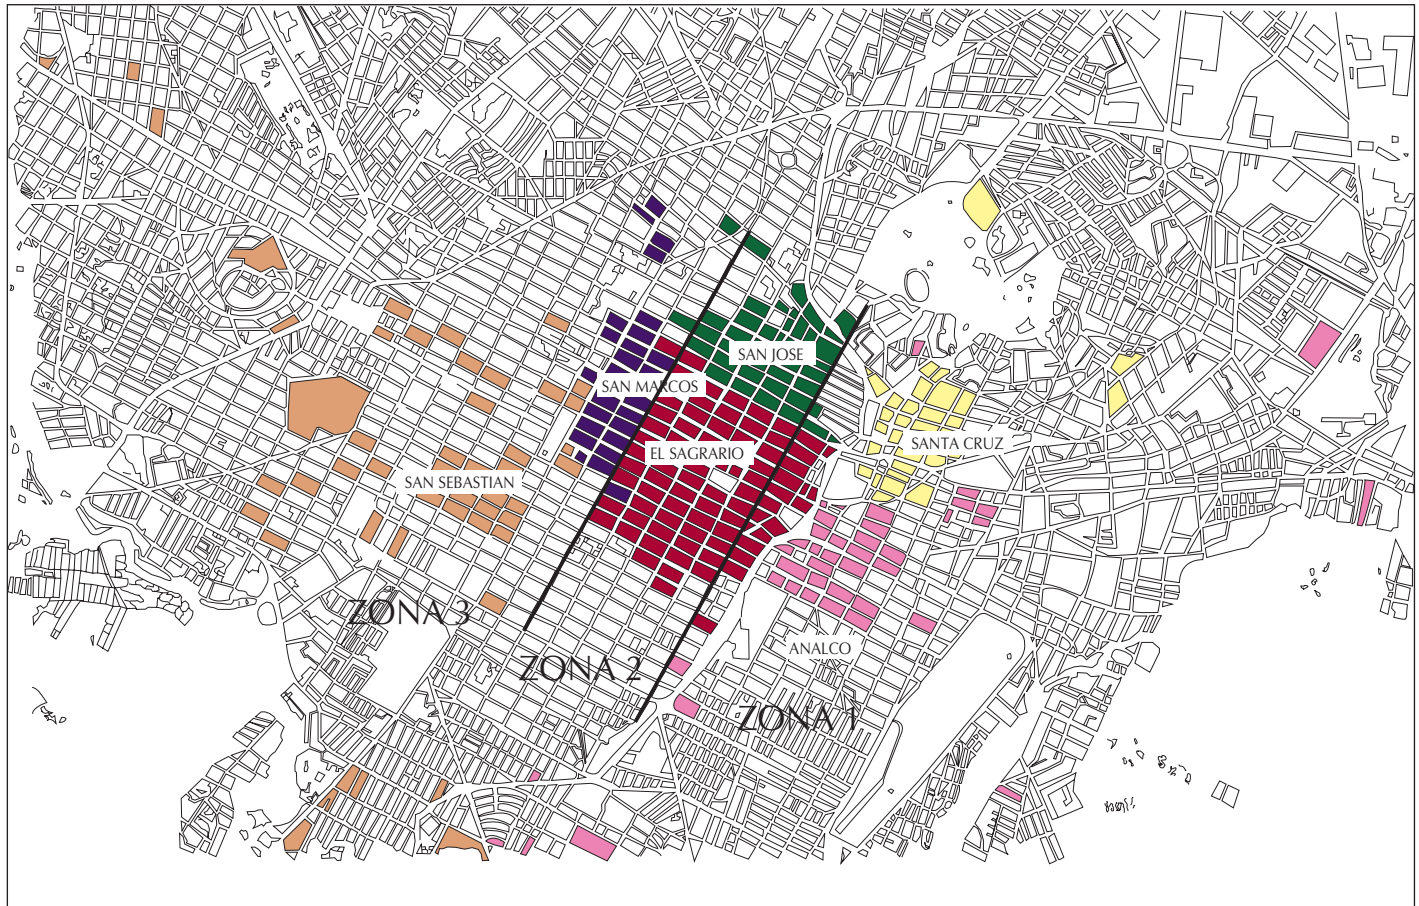 SAN JOSE
SAN MARCOS
SANTA CRUZ
EL SAGRARIO
SAN SEBASTIAN
ZONA 3
ANALCO
ZONA 2
ZONA 1